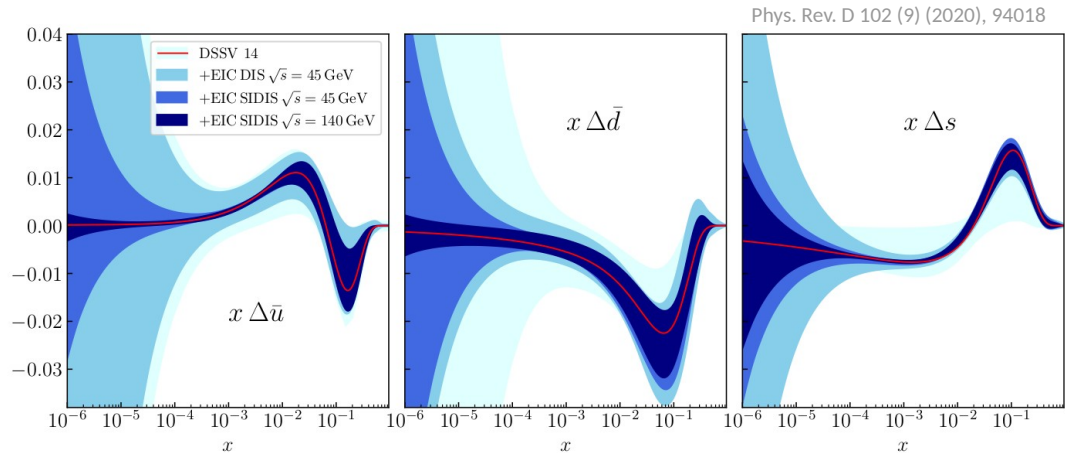 Phys. Rev. D 102 (9) (2020), 94018
0.04
0.03
0.02
0.01
0.00
−0.01
−0.02
−0.03
DSSV 14
+EIC DIS √s = 45 GeV
+EIC SIDIS √s = 45 GeV
+EIC SIDIS √s = 140 GeV
x Δū
x Δd̄
x Δs
10⁻⁶ 10⁻⁵ 10⁻⁴ 10⁻³ 10⁻² 10⁻¹
10⁻⁶ 10⁻⁵ 10⁻⁴ 10⁻³ 10⁻² 10⁻¹
10⁻⁶ 10⁻⁵ 10⁻⁴ 10⁻³ 10⁻² 10⁻¹
x
x
x